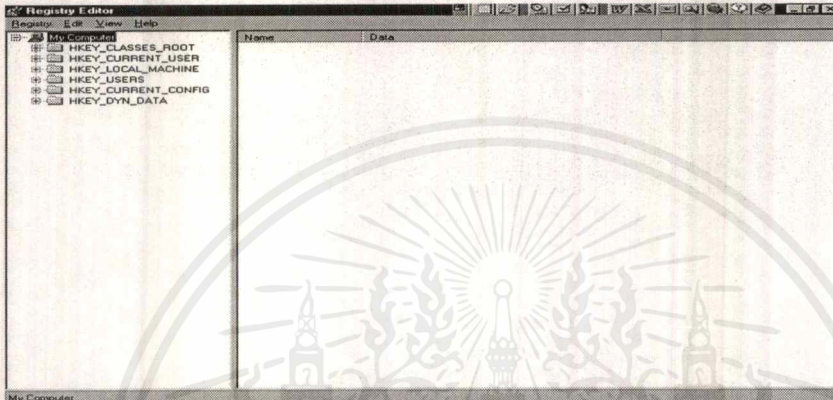 Registry Editor
Registry Edit View Help
My Computer
HKEY_CLASSES_ROOT
HKEY_CURRENT_USER
HKEY_LOCAL_MACHINE
HKEY_USERS
HKEY_CURRENT_CONFIG
HKEY_DYN_DATA
Name Data
My Computer